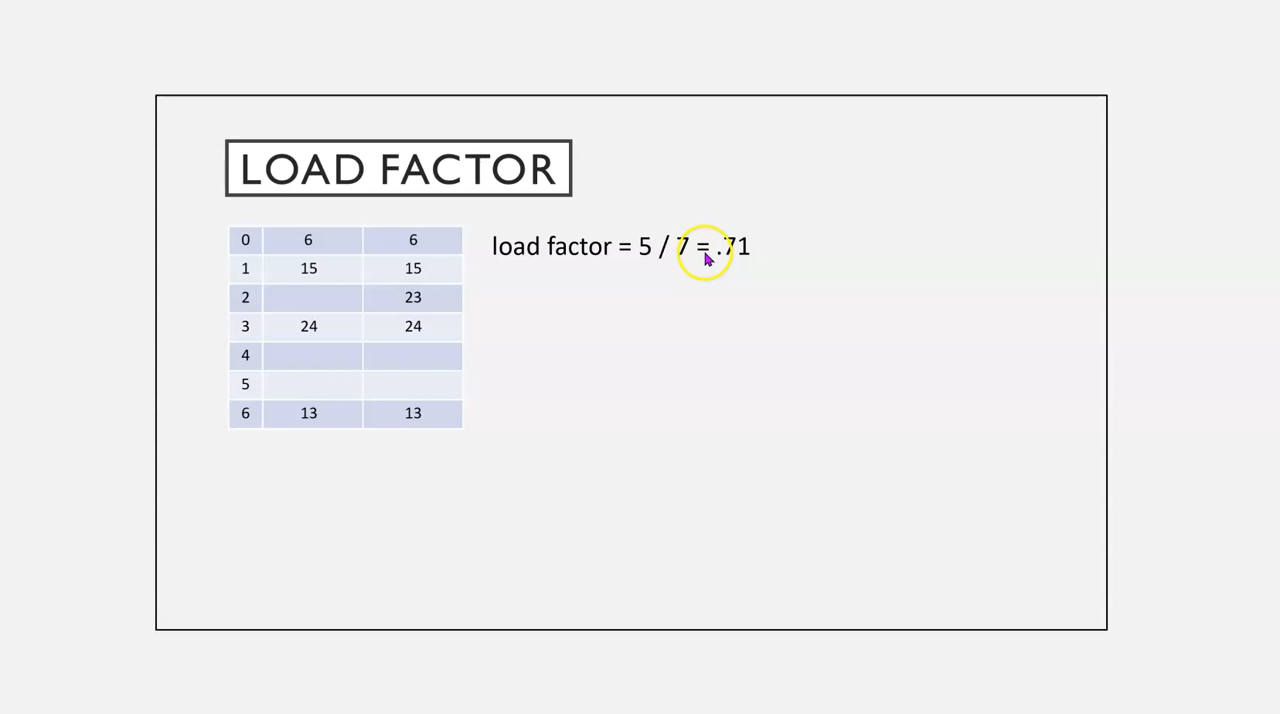 LOAD FACTOR
load factor = 5 / 7 = .71
0 6 6
1 15 15
2 23
3 24 24
4
5
6 13 13